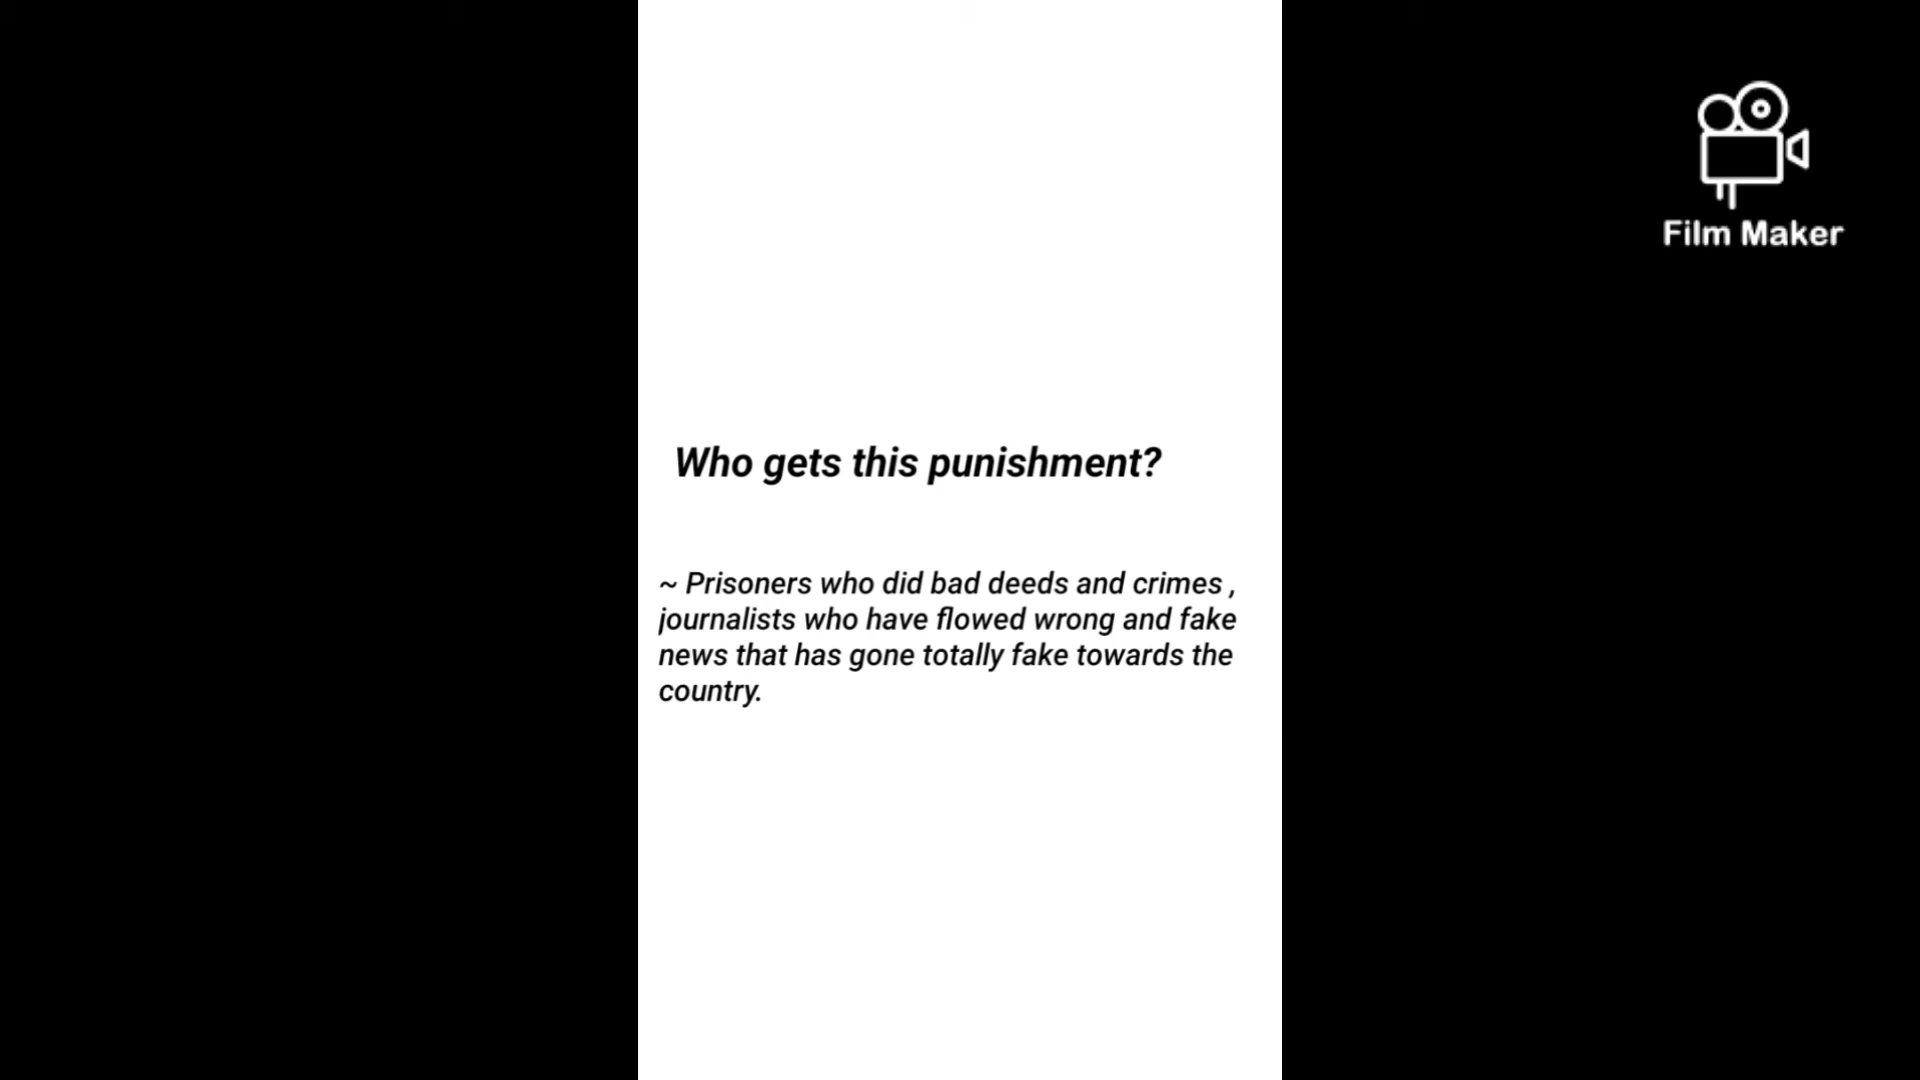 Film Maker
Who gets this punishment?
~ Prisoners who did bad deeds and crimes ,
journalists who have flowed wrong and fake
news that has gone totally fake towards the
country.